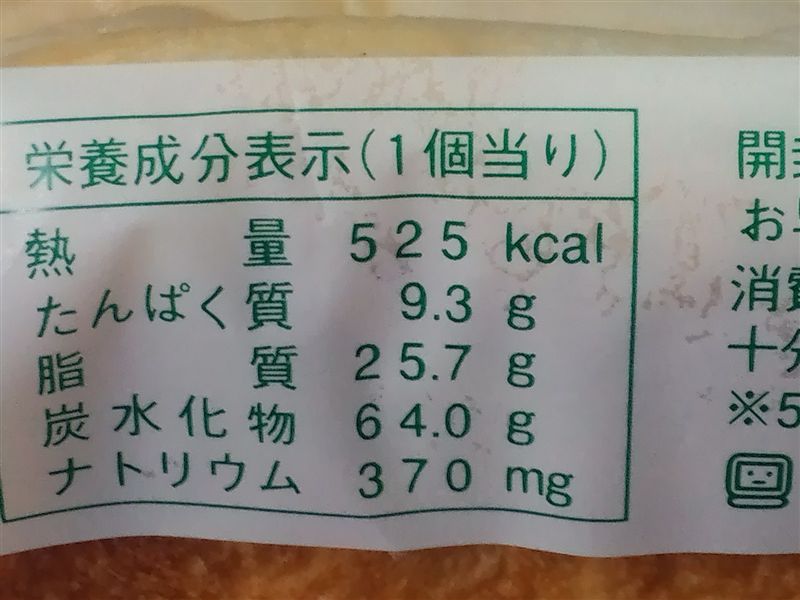 栄養成分表示(1個当り)
熱量 525 kcal
たんぱく質 9.3 g
脂質 25.7 g
炭水化物 64.0 g
ナトリウム 370 mg
開
お
消費
十分
※5